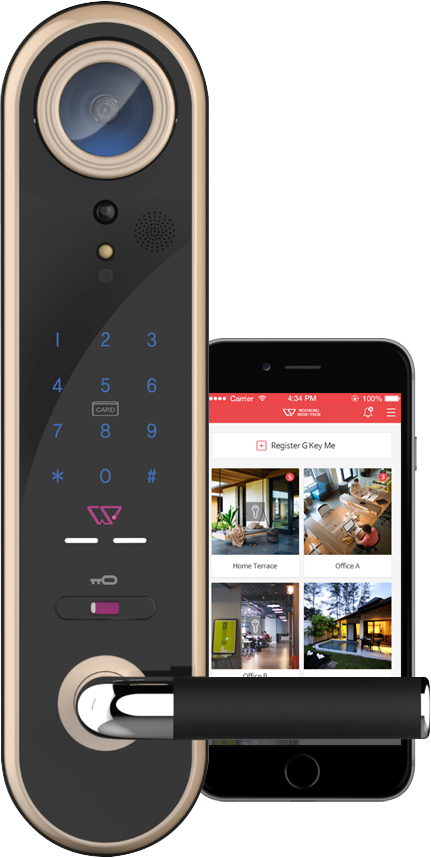 1 2 3
4 5 6
CARD
7 8 9
* 0 #
Carrier 4:34 PM 100%
WOOSUNG
HIGH-TECH
Register G Key Me
5
3
Home Terrace
Office A
Office B